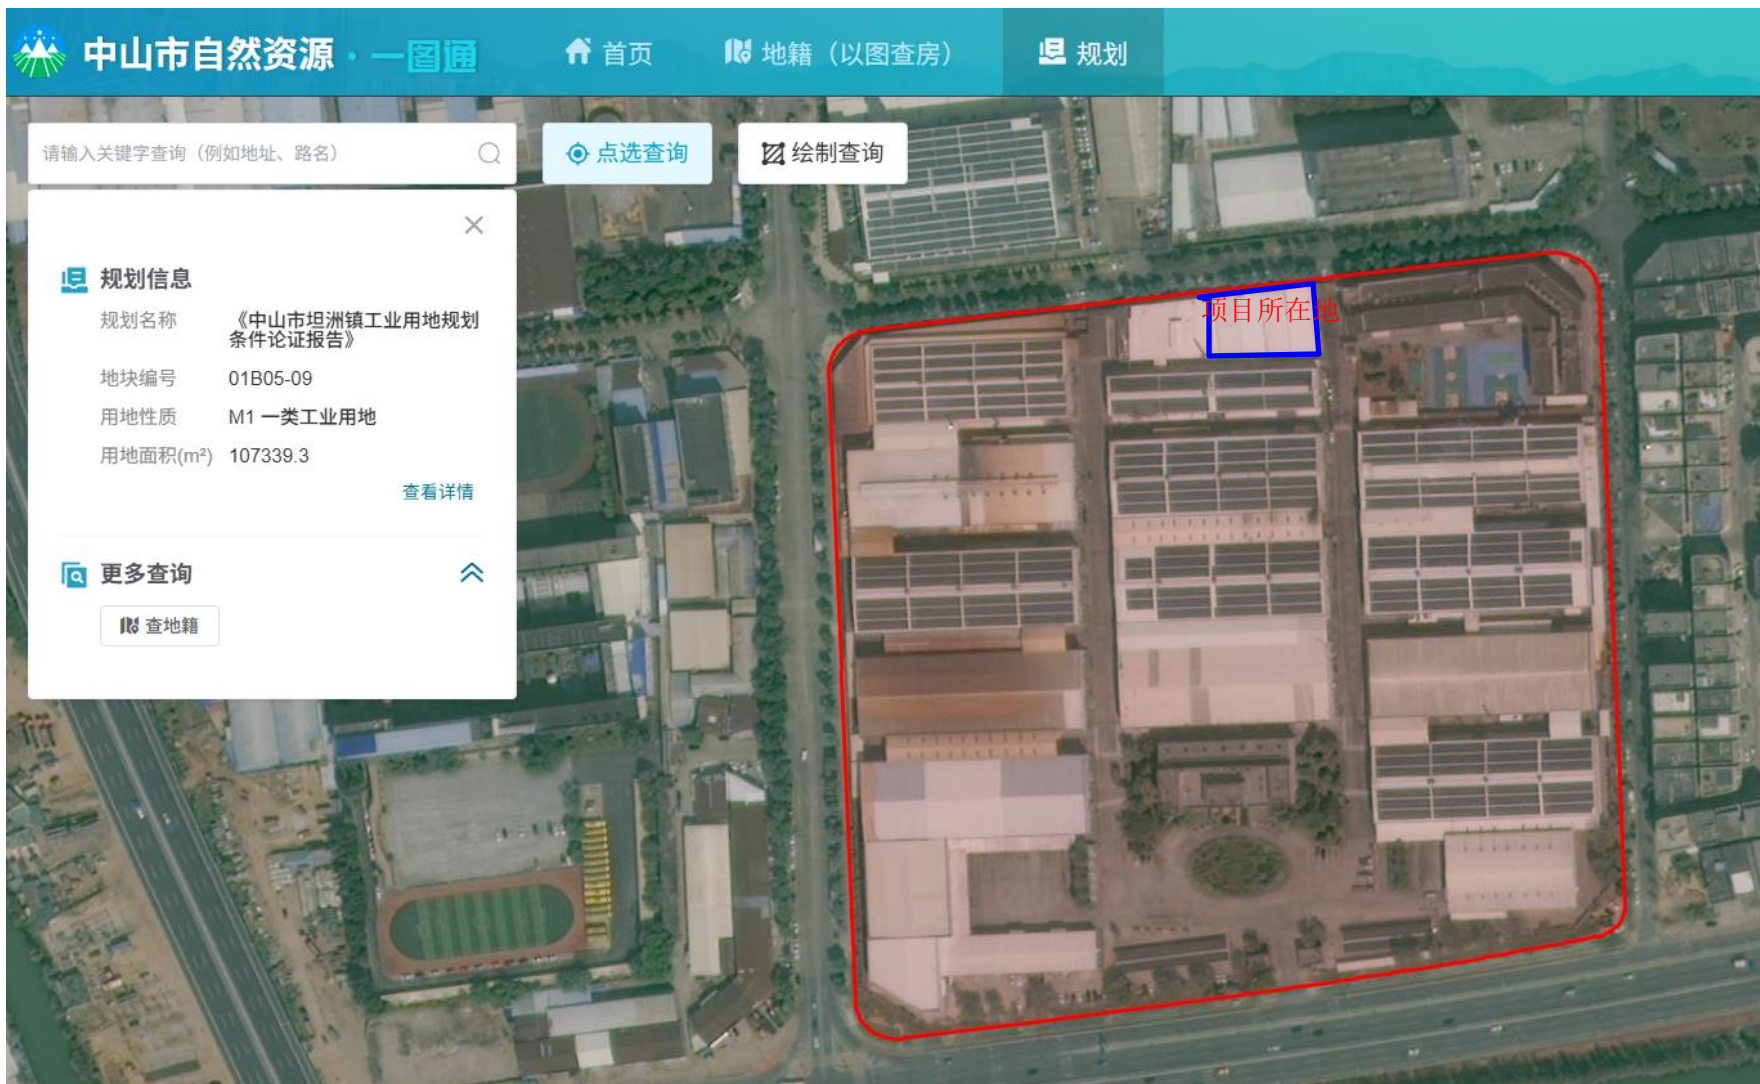 中山市自然资源·一图通
首页
地籍（以图查房）
规划
请输入关键字查询（例如地址、路名）
点选查询
绘制查询
规划信息
规划名称 《中山市坦洲镇工业用地规划
条件论证报告》
地块编号 01B05-09
用地性质 M1 一类工业用地
用地面积(m²) 107339.3
查看详情
更多查询
查地籍
项目所在地